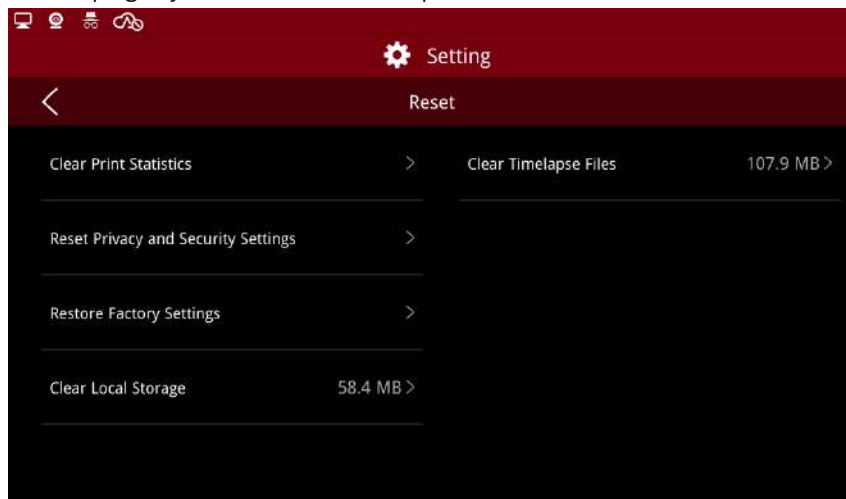 Setting
Reset
Clear Print Statistics
Clear Timelapse Files 107.9 MB
Reset Privacy and Security Settings
Restore Factory Settings
Clear Local Storage 58.4 MB